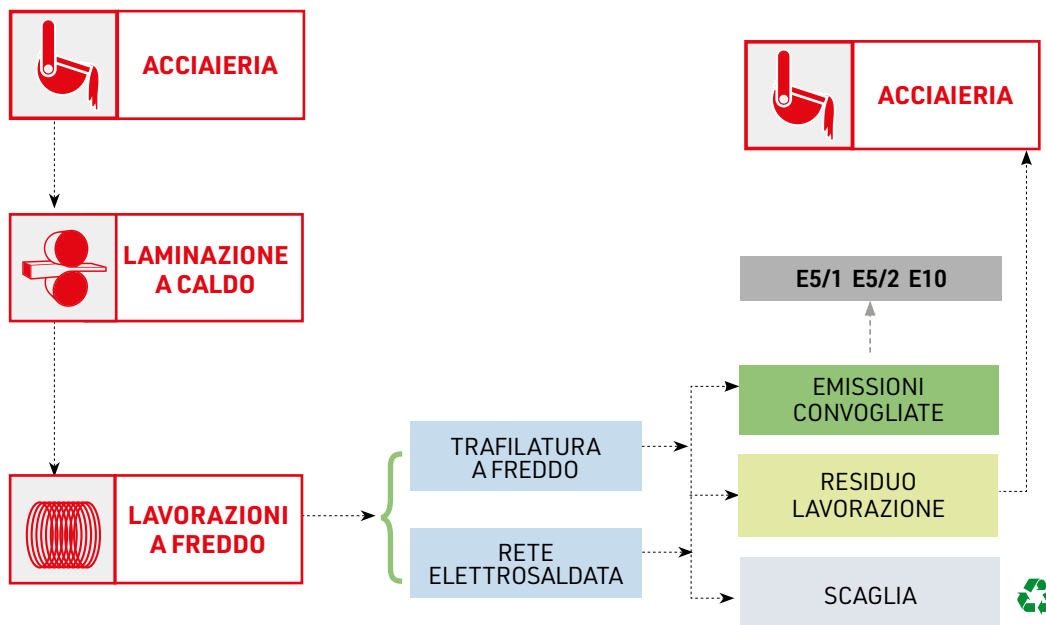 ACCIAIERIA
LAMINAZIONE
A CALDO
LAVORAZIONI
A FREDDO
TRAFILATURA
A FREDDO
RETE
ELETTROSALDATA
ACCIAIERIA
E5/1 E5/2 E10
EMISSIONI
CONVOGLIATE
RESIDUO
LAVORAZIONE
SCAGLIA